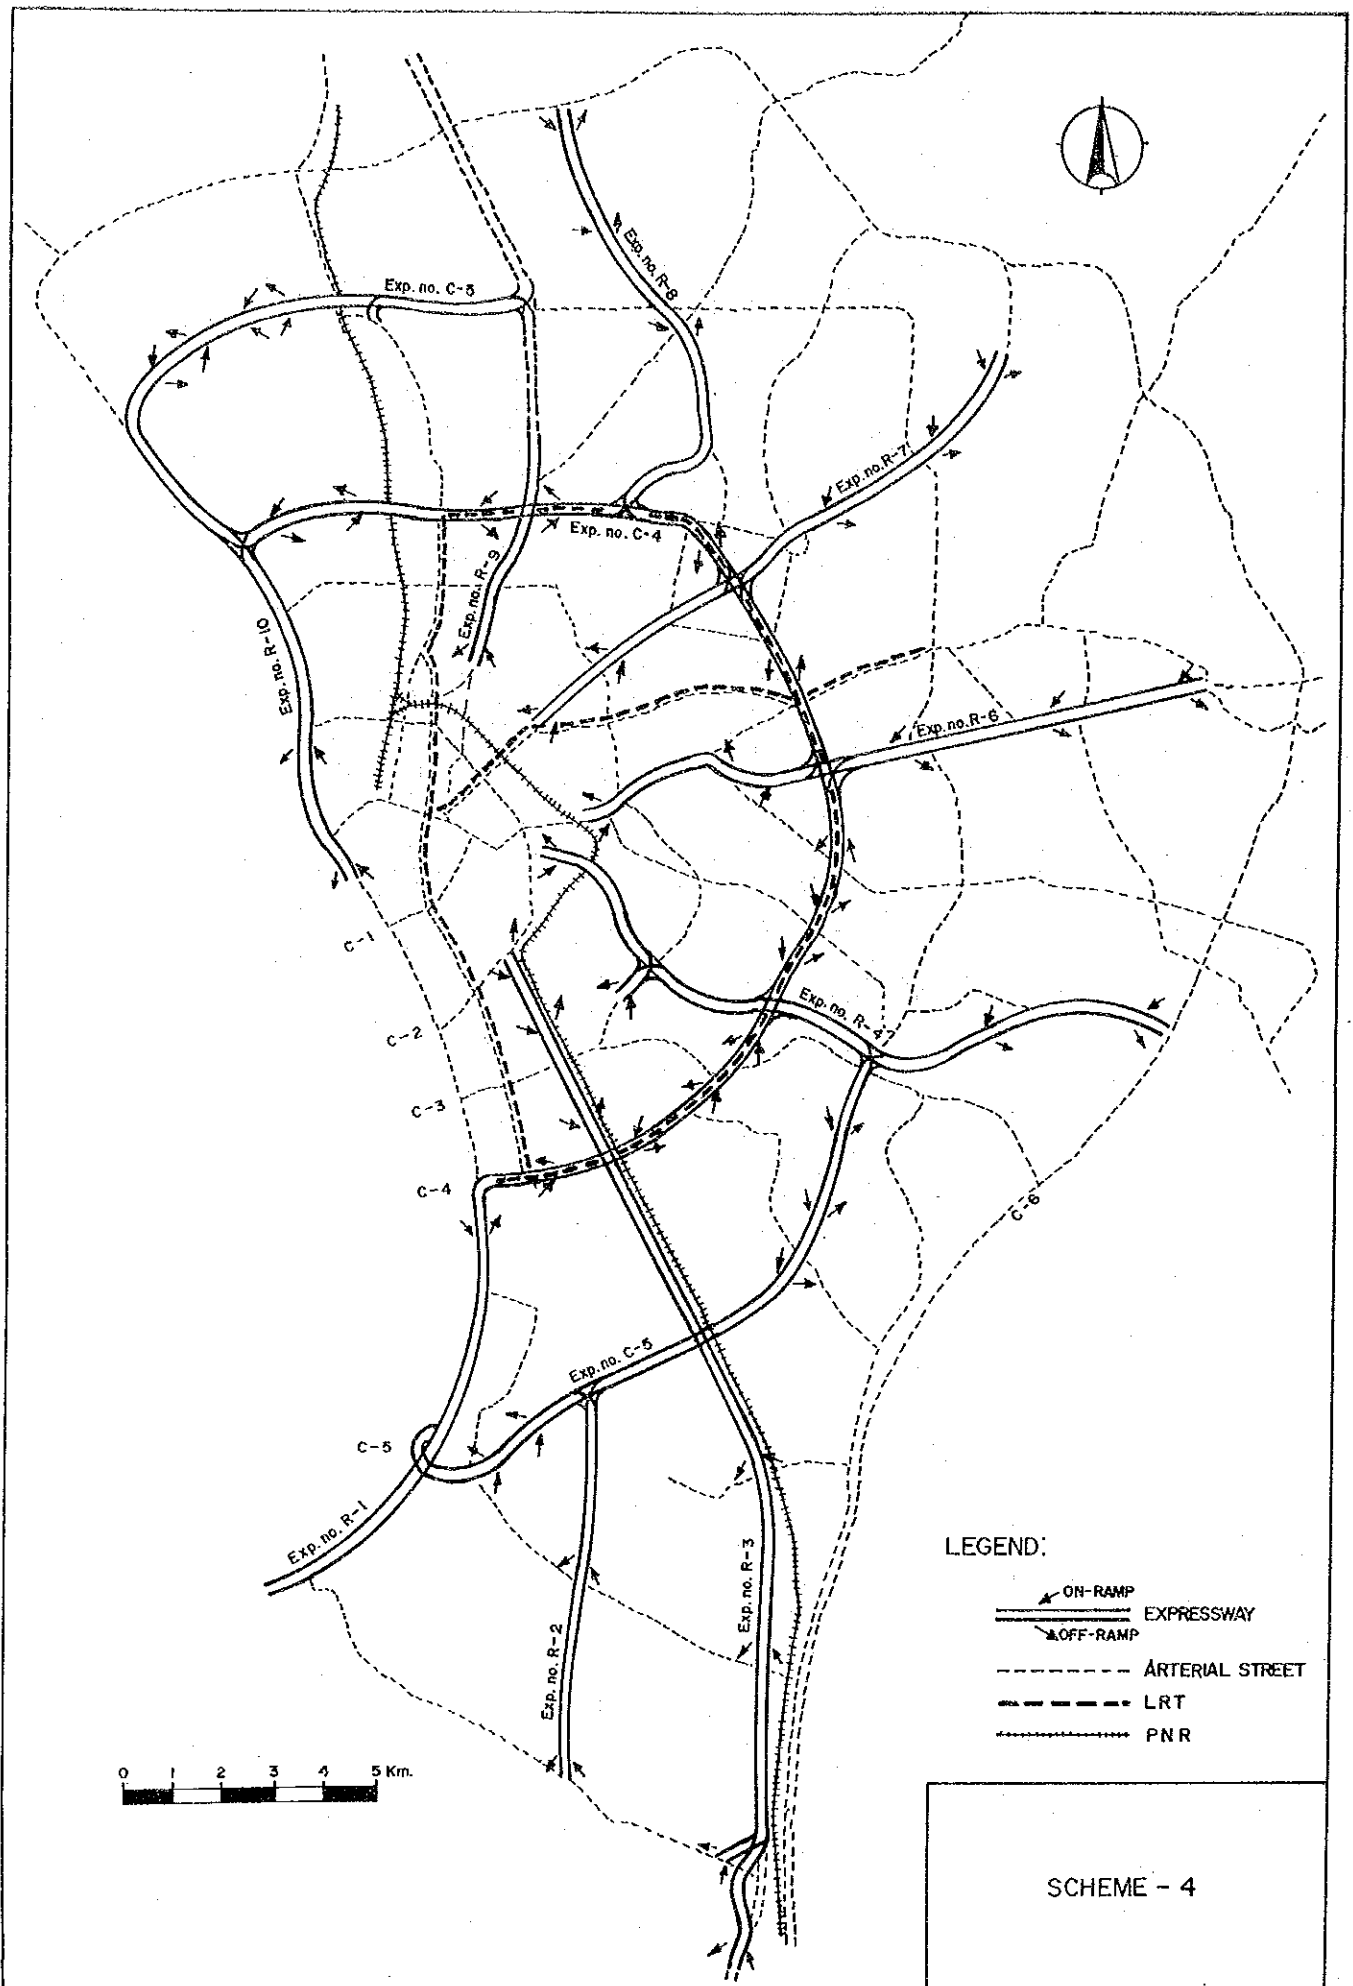 Exp. no. R-8
Exp. no. C-5
Exp. no. R-7
Exp. no. C-4
Exp. no. R-9
Exp. no. R-10
Exp. no. R-6
C-1
Exp. no. R-4
C-2
C-3
C-4
C-6
Exp. no. C-5
C-5
Exp. no. R-1
Exp. no. R-3
Exp. no. R-2
LEGEND:
ON-RAMP
EXPRESSWAY
OFF-RAMP
ARTERIAL STREET
LRT
PNR
0 1 2 3 4 5 Km.
SCHEME - 4